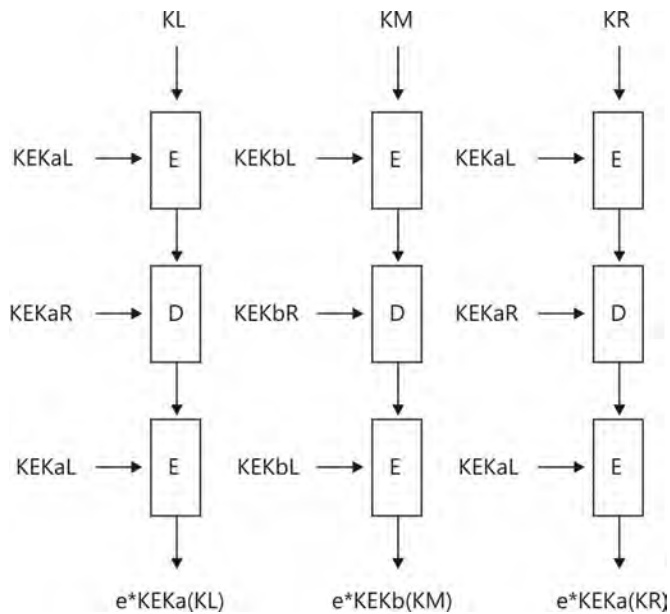 KL KM KR
KEKaL E KEKbL E KEKaL E
KEKaR D KEKbR D KEKaR D
KEKaL E KEKbL E KEKaL E
e*KEKa(KL) e*KEKb(KM) e*KEKa(KR)